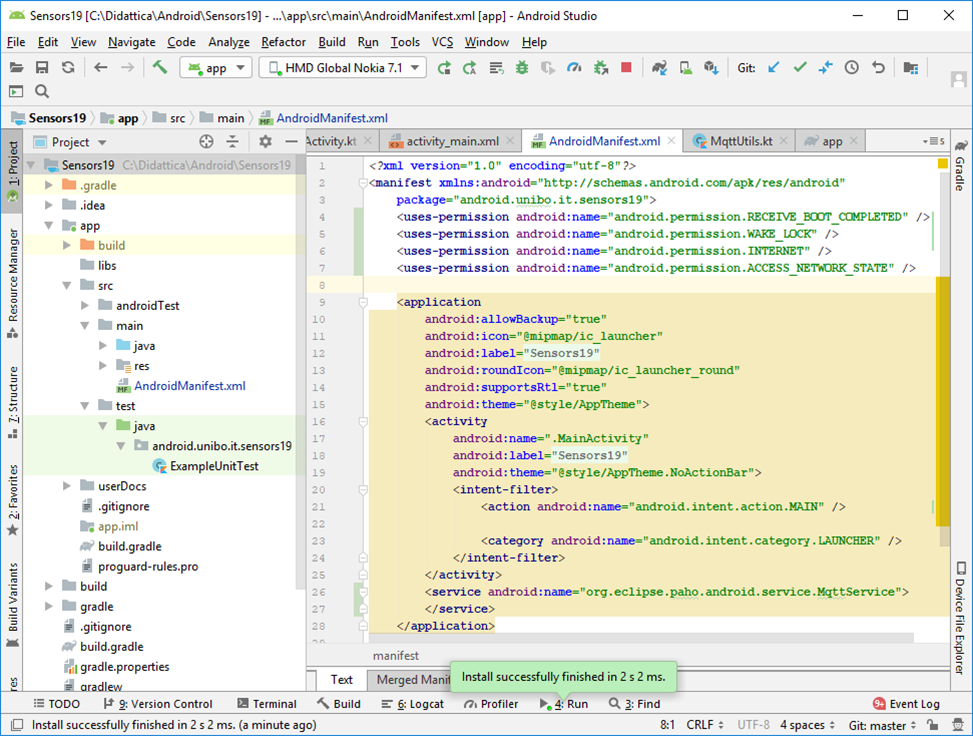 Sensors19 [C:\Didattica\Android\Sensors19] - ...\app\src\main\AndroidManifest.xml [app] - Android Studio
File Edit View Navigate Code Analyze Refactor Build Run Tools VCS Window Help
app HMD Global Nokia 7.1 Git:
Sensors19 app src main AndroidManifest.xml
Project
Activity.kt activity_main.xml AndroidManifest.xml MqttUtils.kt app
5
1: Project
Resource Manager
7: Structure
2: Favorites
Build Variants
Sensors19 C:\Didattica\Android\Sensors19
.gradle
.idea
app
build
libs
src
androidTest
main
java
res
AndroidManifest.xml
test
java
android.unibo.it.sensors19
ExampleUnitTest
userDocs
.gitignore
app.iml
build.gradle
proguard-rules.pro
build
gradle
.gitignore
build.gradle
gradle.properties
gradlew
1 <?xml version="1.0" encoding="utf-8"?>
2 <manifest xmlns:android="http://schemas.android.com/apk/res/android"
3 package="android.unibo.it.sensors19">
4 <uses-permission android:name="android.permission.RECEIVE_BOOT_COMPLETED" />
5 <uses-permission android:name="android.permission.WAKE_LOCK" />
6 <uses-permission android:name="android.permission.INTERNET" />
7 <uses-permission android:name="android.permission.ACCESS_NETWORK_STATE" />
8
9 <application
10 android:allowBackup="true"
11 android:icon="@mipmap/ic_launcher"
12 android:label="Sensors19"
13 android:roundIcon="@mipmap/ic_launcher_round"
14 android:supportsRtl="true"
15 android:theme="@style/AppTheme">
16 <activity
17 android:name=".MainActivity"
18 android:label="Sensors19"
19 android:theme="@style/AppTheme.NoActionBar">
20 <intent-filter>
21 <action android:name="android.intent.action.MAIN" />
22
23 <category android:name="android.intent.category.LAUNCHER" />
24 </intent-filter>
25 </activity>
26 <service android:name="org.eclipse.paho.android.service.MqttService">
27 </service>
28 </application>
29
manifest
Text Merged Manif
Install successfully finished in 2 s 2 ms.
Gradle
Device File Explorer
TODO 9: Version Control Terminal Build 6: Logcat Profiler 4: Run 3: Find 9+ Event Log
Install successfully finished in 2 s 2 ms. (a minute ago) 8:1 CRLF UTF-8 4 spaces Git: master